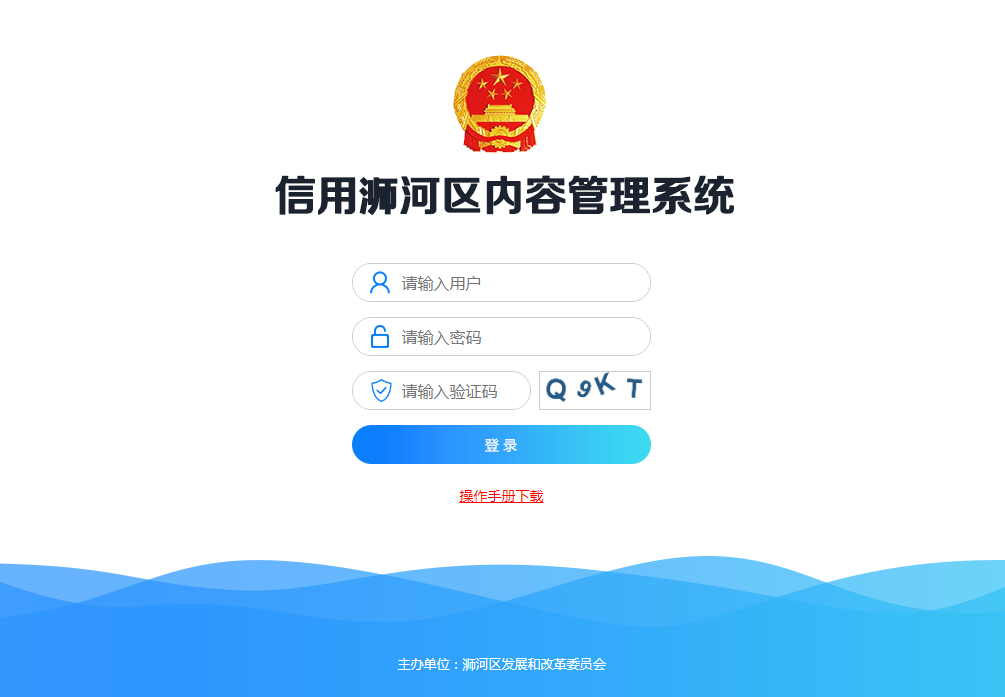 信用浉河区内容管理系统
请输入用户
请输入密码
请输入验证码
Q9KT
登 录
操作手册下载
主办单位：浉河区发展和改革委员会